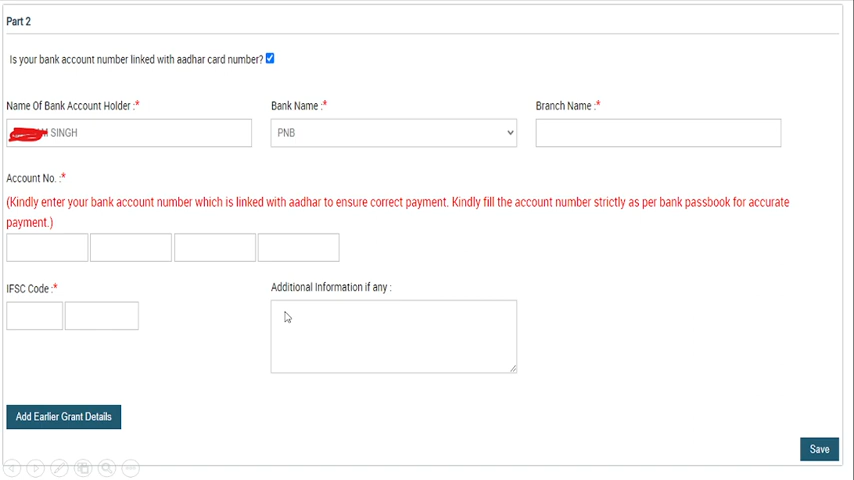 Part 2
Is your bank account number linked with aadhar card number?
Name Of Bank Account Holder :*
Bank Name :*
Branch Name :*
SINGH
PNB
Account No. :*
(Kindly enter your bank account number which is linked with aadhar to ensure correct payment. Kindly fill the account number strictly as per bank passbook for accurate
payment.)
IFSC Code :*
Additional Information if any :
Add Earlier Grant Details
Save